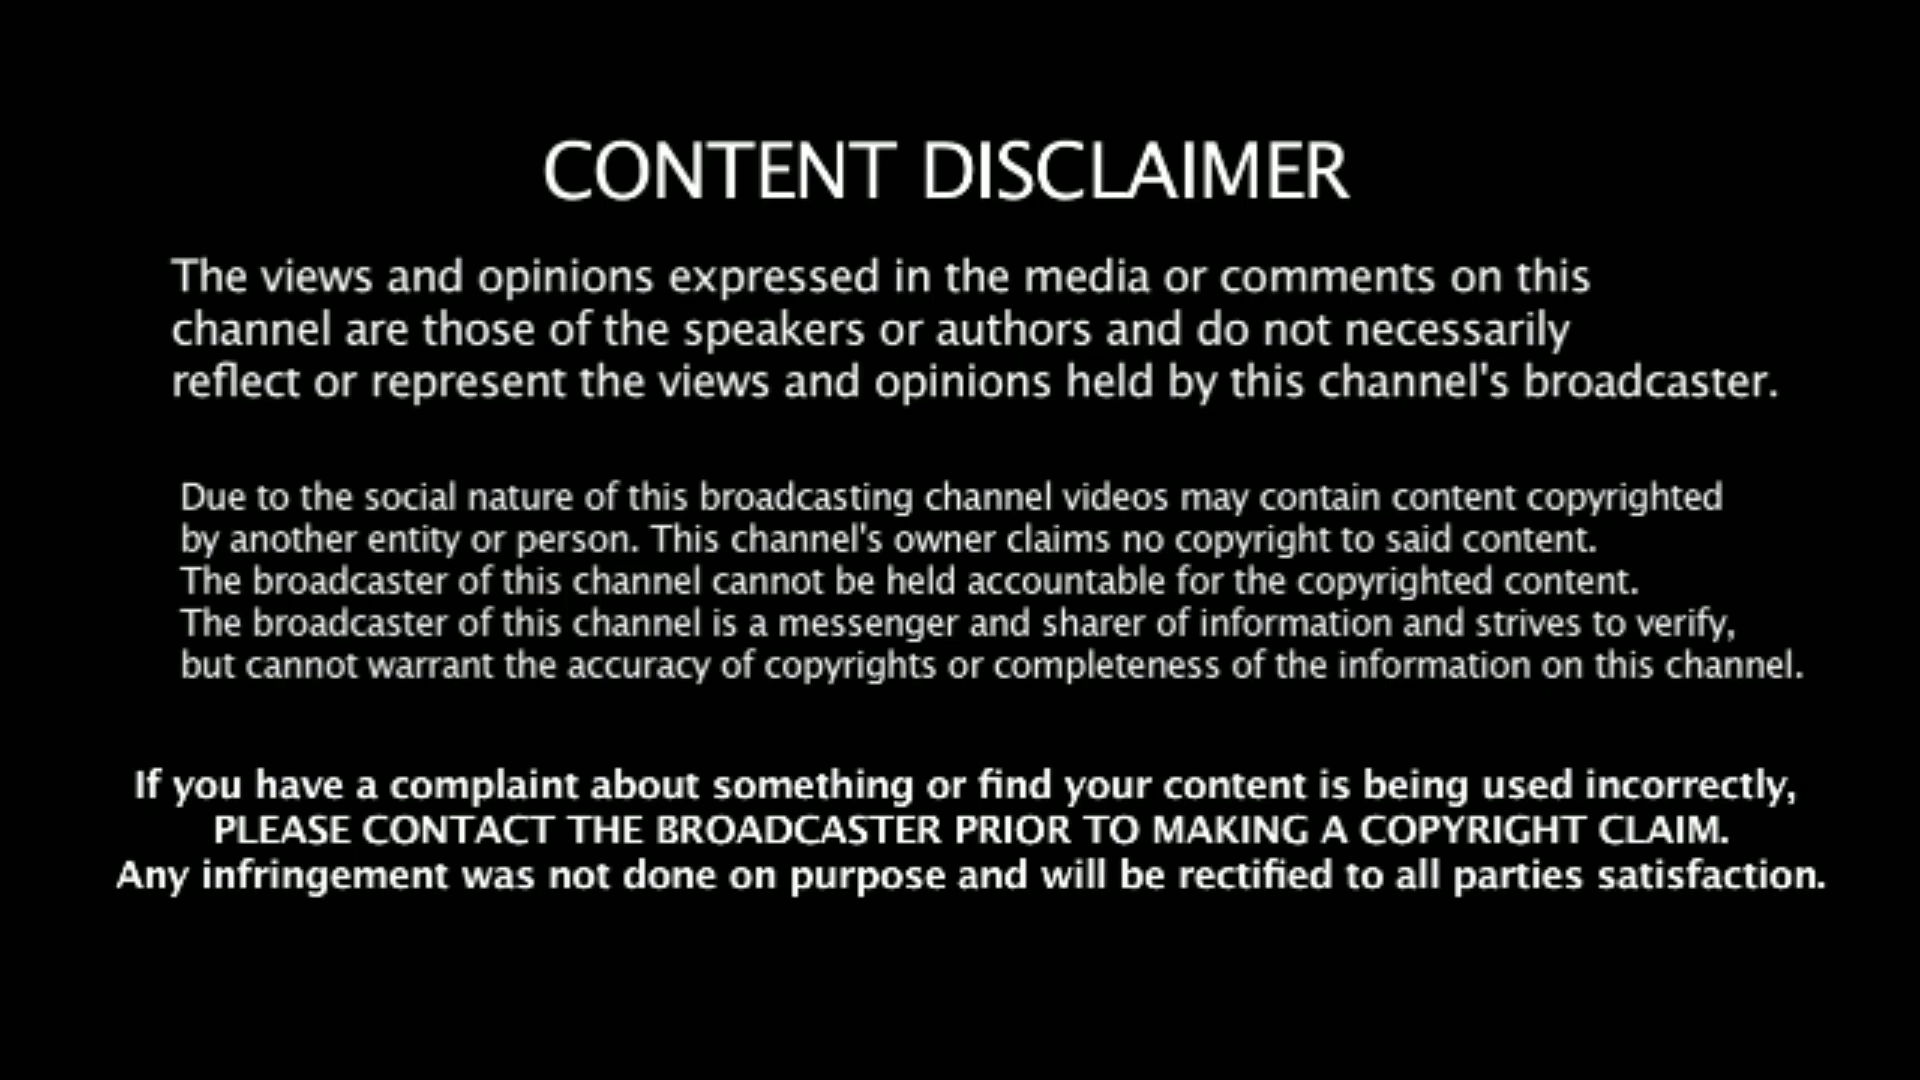 CONTENT DISCLAIMER
The views and opinions expressed in the media or comments on this
channel are those of the speakers or authors and do not necessarily
reflect or represent the views and opinions held by this channel's broadcaster.
Due to the social nature of this broadcasting channel videos may contain content copyrighted
by another entity or person. This channel's owner claims no copyright to said content.
The broadcaster of this channel cannot be held accountable for the copyrighted content.
The broadcaster of this channel is a messenger and sharer of information and strives to verify,
but cannot warrant the accuracy of copyrights or completeness of the information on this channel.
If you have a complaint about something or find your content is being used incorrectly,
PLEASE CONTACT THE BROADCASTER PRIOR TO MAKING A COPYRIGHT CLAIM.
Any infringement was not done on purpose and will be rectified to all parties satisfaction.